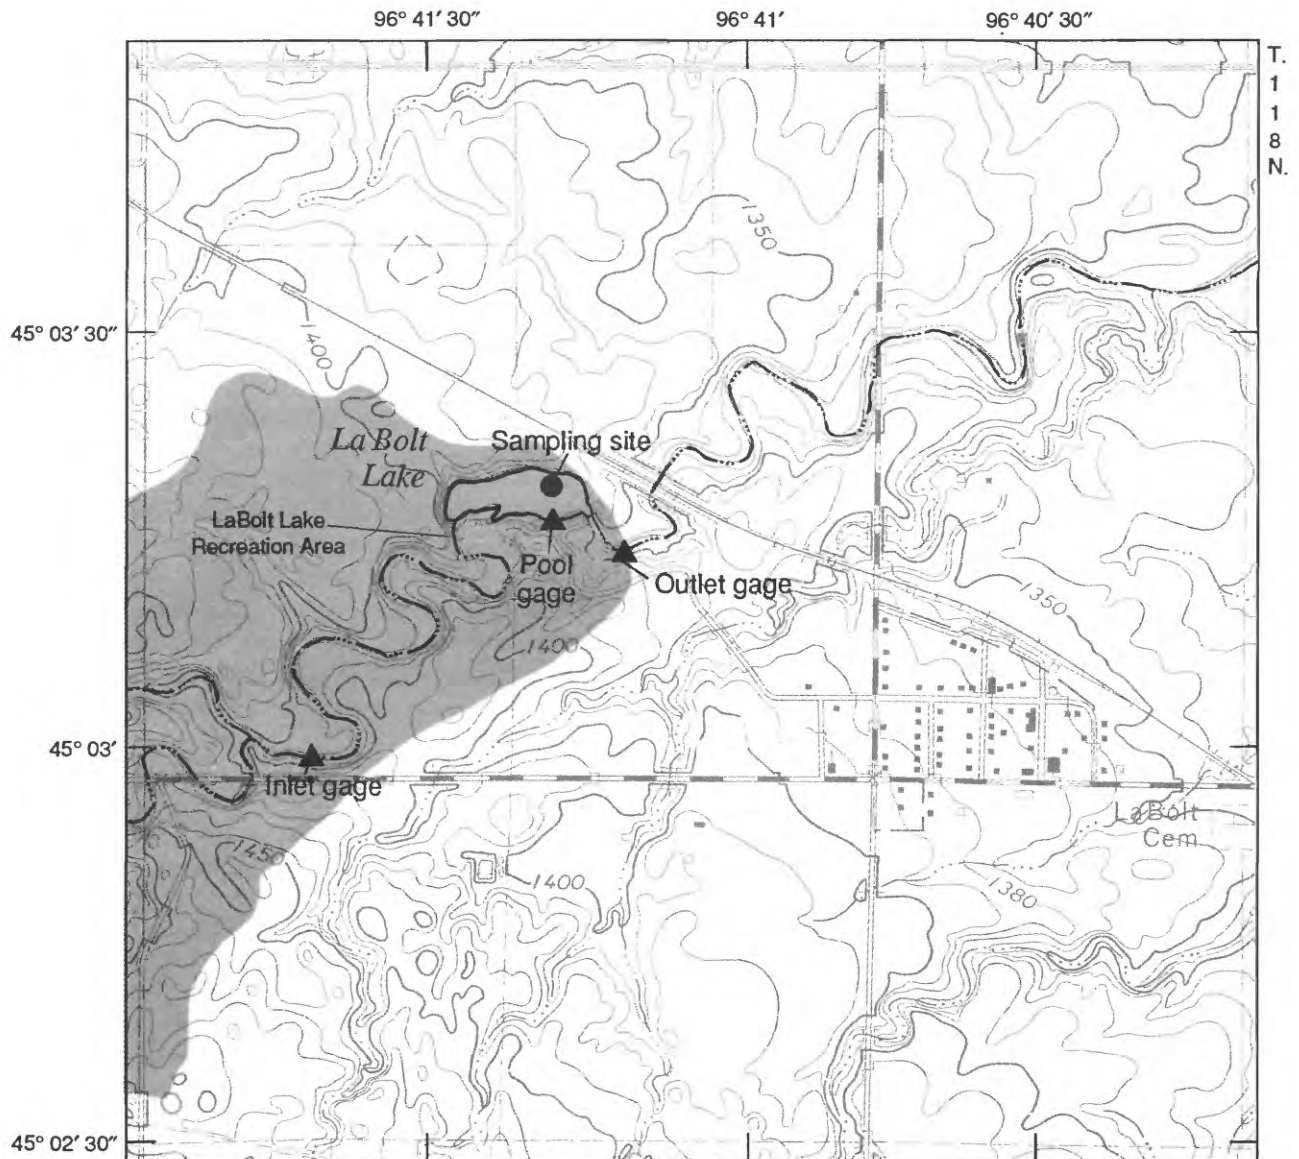 96° 41′ 30″ 96° 41′ 96° 40′ 30″
T.
1
1
8
N.
1350
45° 03′ 30″
1400
La Bolt
Lake
Sampling site
LaBolt Lake
Recreation Area
Pool
gage
Outlet gage
1350
1400
45° 03′
Inlet gage
LaBolt
Cem
1450
1400
1380
45° 02′ 30″